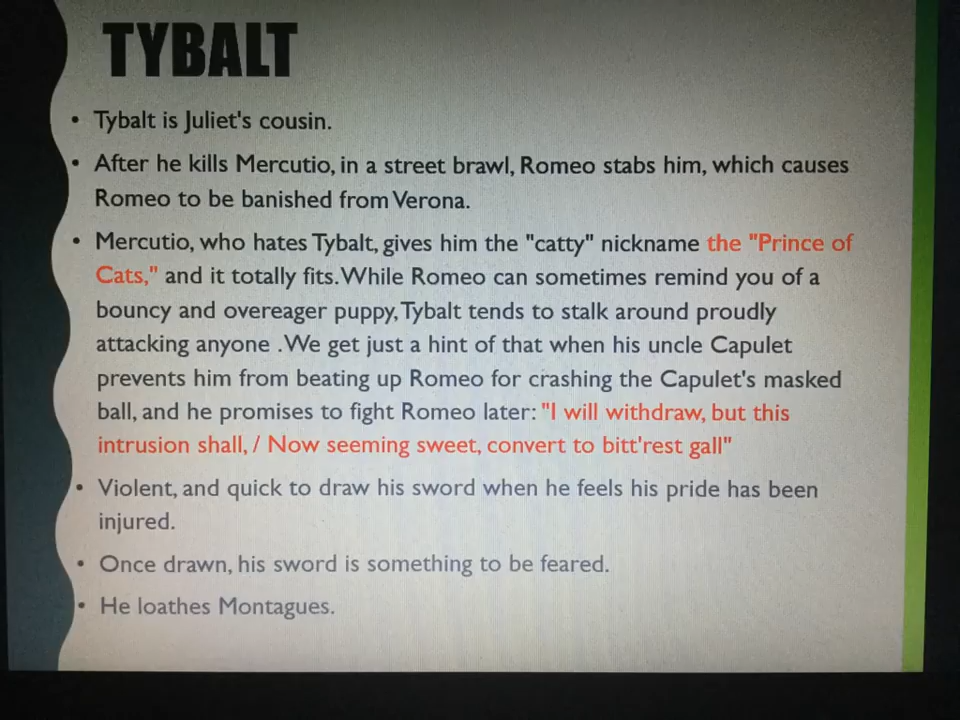 TYBALT
• Tybalt is Juliet's cousin.
• After he kills Mercutio, in a street brawl, Romeo stabs him, which causes
Romeo to be banished from Verona.
• Mercutio, who hates Tybalt, gives him the "catty" nickname the "Prince of
Cats," and it totally fits. While Romeo can sometimes remind you of a
bouncy and overeager puppy, Tybalt tends to stalk around proudly
attacking anyone . We get just a hint of that when his uncle Capulet
prevents him from beating up Romeo for crashing the Capulet's masked
ball, and he promises to fight Romeo later: "I will withdraw, but this
intrusion shall, / Now seeming sweet, convert to bitt'rest gall"
• Violent, and quick to draw his sword when he feels his pride has been
injured.
• Once drawn, his sword is something to be feared.
• He loathes Montagues.